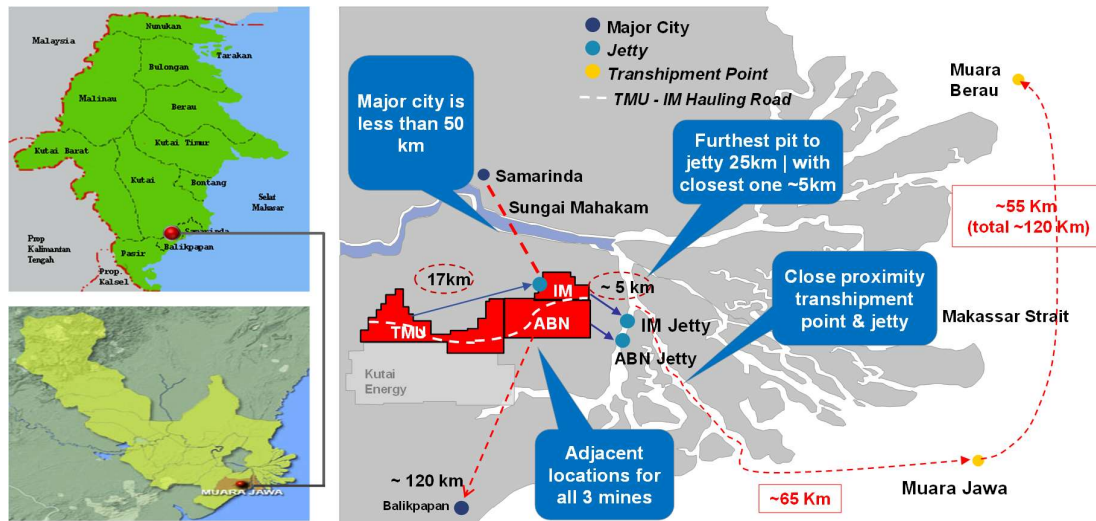 Nunukan
Malaysia
Tarakan
Bulongan
Malinau
Berau
Kutai Timur
Kutai Barat
Kutai
Bontang
Selat
Makasar
Samarinda
Balikpapan
Prop
Kalimantan
Tengah
Pasir
Prop.
Kalsel
MUARA JAWA
Major City
Jetty
Transhipment Point
TMU - IM Hauling Road
Major city is
less than 50
km
Furthest pit to
jetty 25km | with
closest one ~5km
Muara
Berau
Samarinda
Sungai Mahakam
~55 Km
(total ~120 Km)
17km
~ 5 km
IM
TMU
ABN
IM Jetty
ABN Jetty
Close proximity
transhipment
point & jetty
Makassar Strait
Kutai
Energy
Adjacent
locations for
all 3 mines
~ 120 km
Balikpapan
~65 Km
Muara Jawa